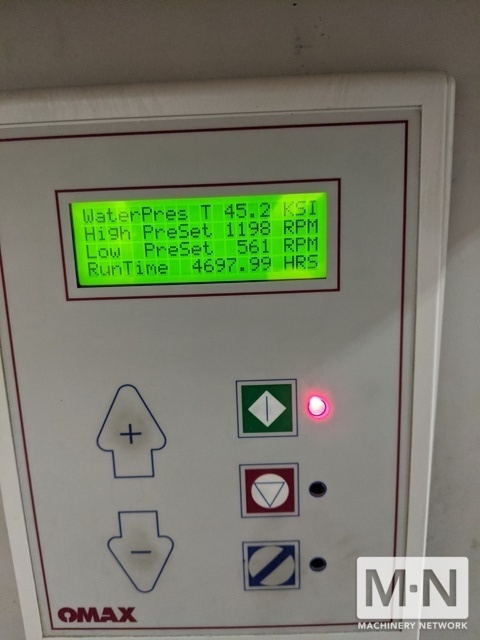 WaterPres T 45.2 KSI
High PreSet 1198 RPM
Low PreSet 561 RPM
RunTime 4697.99 HRS
+
-
OMAX
M·N
MACHINERY NETWORK